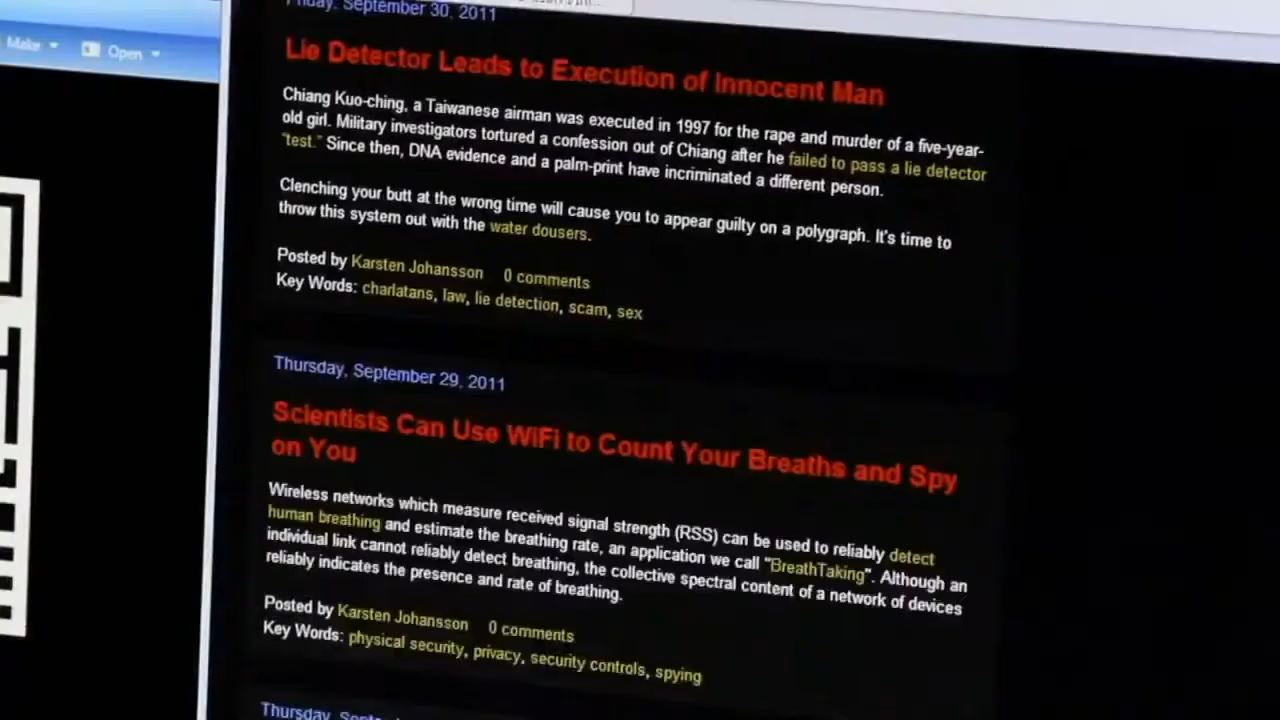 Make
Open
Friday, September 30, 2011
Lie Detector Leads to Execution of Innocent Man
Chiang Kuo-ching, a Taiwanese airman was executed in 1997 for the rape and murder of a five-year-
old girl. Military investigators tortured a confession out of Chiang after he failed to pass a lie detector
"test." Since then, DNA evidence and a palm-print have incriminated a different person.
Clenching your butt at the wrong time will cause you to appear guilty on a polygraph. It's time to
throw this system out with the water dousers.
Posted by Karsten Johansson 0 comments
Key Words: charlatans, law, lie detection, scam, sex
Thursday, September 29, 2011
Scientists Can Use WiFi to Count Your Breaths and Spy
on You
Wireless networks which measure received signal strength (RSS) can be used to reliably detect
human breathing and estimate the breathing rate, an application we call "BreathTaking". Although an
individual link cannot reliably detect breathing, the collective spectral content of a network of devices
reliably indicates the presence and rate of breathing.
Posted by Karsten Johansson 0 comments
Key Words: physical security, privacy, security controls, spying
Thursday,